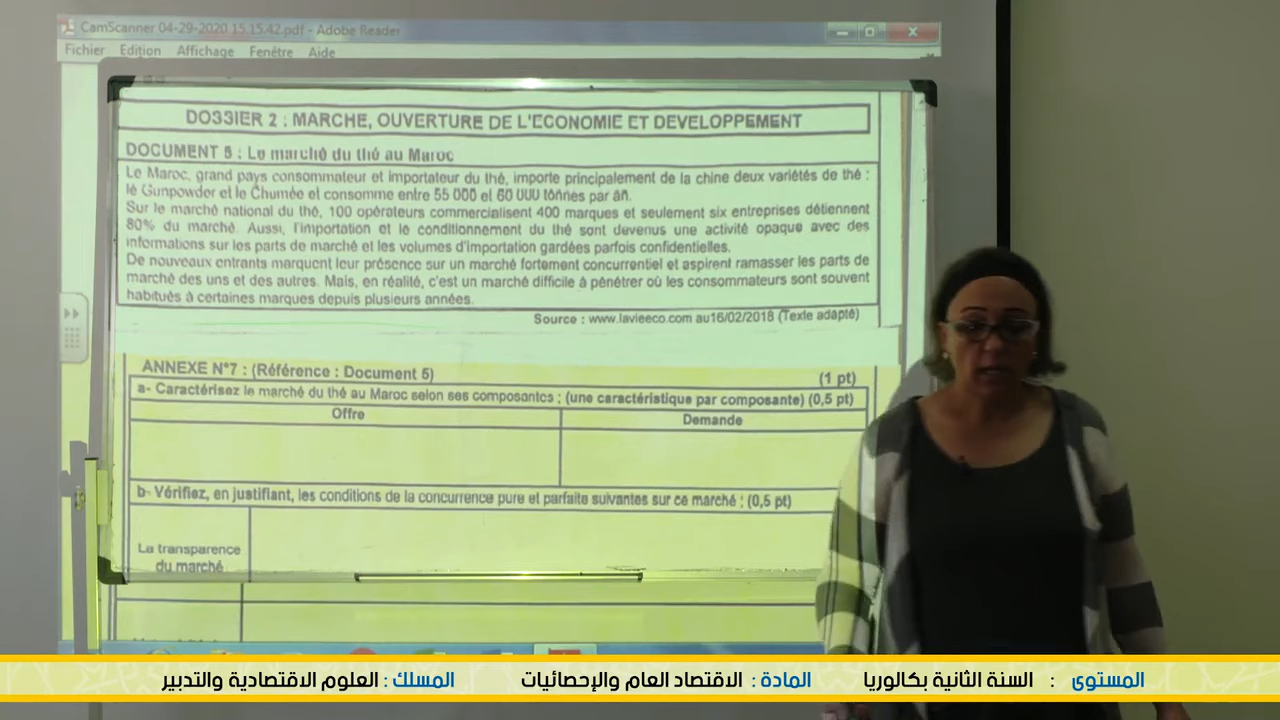 CamScanner 04-29-2020 15.15.42.pdf - Adobe Reader
Fichier Edition Affichage Fenêtre Aide
DOSSIER 2 : MARCHE, OUVERTURE DE L'ECONOMIE ET DEVELOPPEMENT
DOCUMENT 5 : Le marché du thé au Maroc
Le Maroc, grand pays consommateur et importateur du thé, importe principalement de la chine deux variétés de thé :
le Gunpowder et le Chumée et consomme entre 55 000 et 60 000 tonnes par an.
Sur le marché national du thé, 100 opérateurs commercialisent 400 marques et seulement six entreprises détiennent
80% du marché. Aussi, l'importation et le conditionnement du thé sont devenus une activité opaque avec des
informations sur les parts de marché et les volumes d'importation gardées parfois confidentielles.
De nouveaux entrants marquent leur présence sur un marché fortement concurrentiel et aspirent ramasser les parts de
marché des uns et des autres. Mais, en réalité, c'est un marché difficile à pénétrer où les consommateurs sont souvent
habitués à certaines marques depuis plusieurs années.
Source : www.lavieeco.com au16/02/2018 (Texte adapté)
ANNEXE N°7 : (Référence : Document 5) (1 pt)
a- Caractérisez le marché du thé au Maroc selon ses composantes : (une caractéristique par composante) (0,5 pt)
Offre Demande
b- Vérifiez, en justifiant, les conditions de la concurrence pure et parfaite suivantes sur ce marché : (0,5 pt)
La transparence
du marché
المستوى : السنة الثانية بكالوريا المادة : الاقتصاد العام والإحصائيات المسلك : العلوم الاقتصادية والتدبير